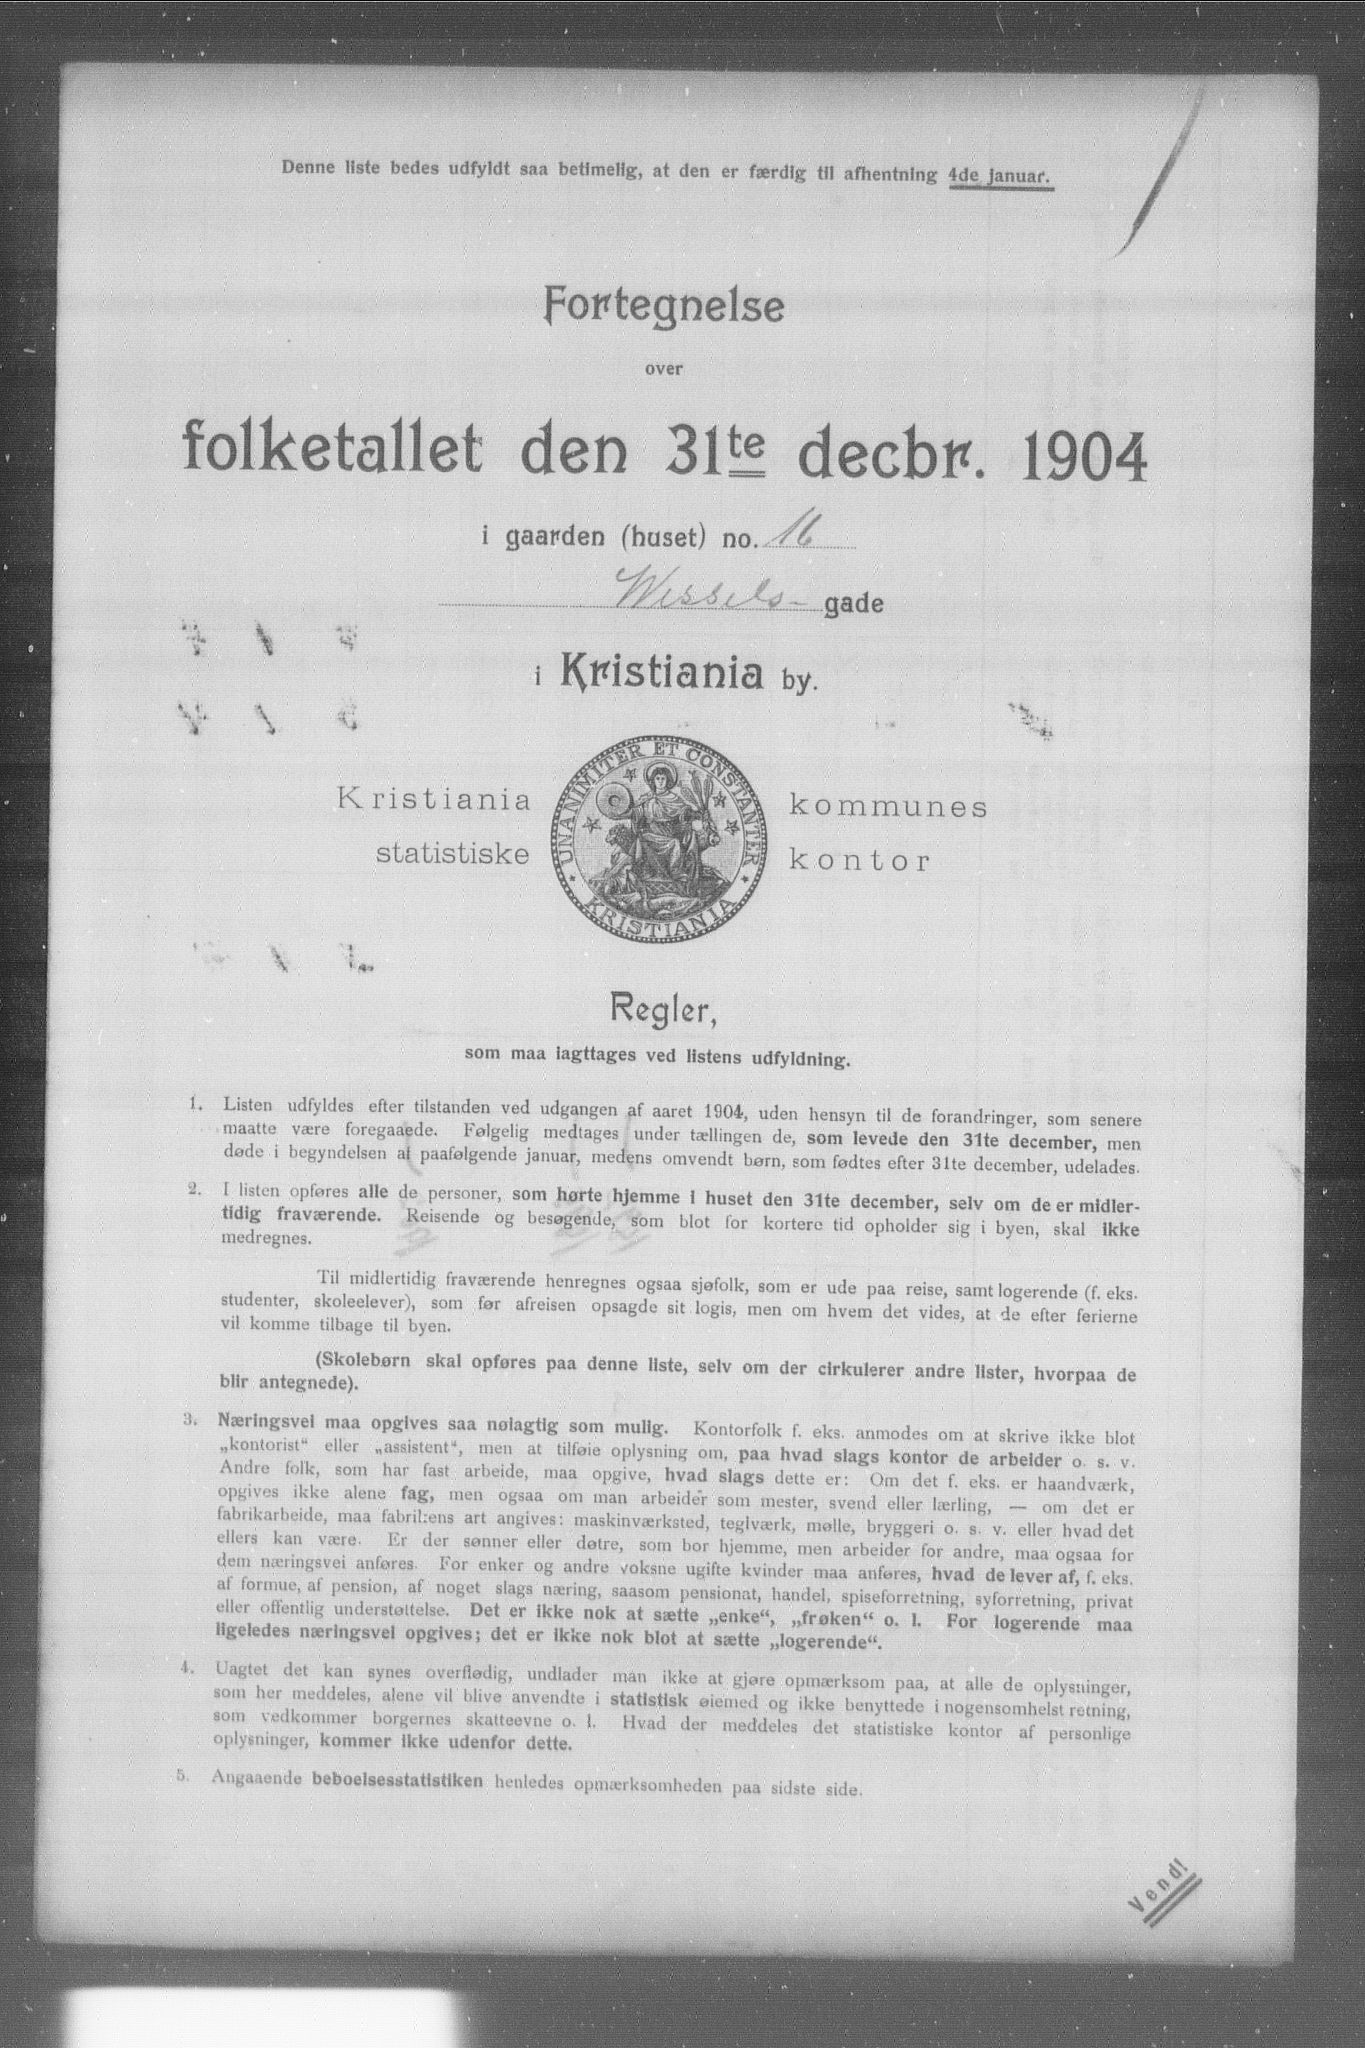 Denne liste bedes udfyldt saa betimelig, at den er færdig til afhentning 4de januar.
Fortegnelse
over
folketallet den 31te decbr. 1904
i gaarden (huset) no. 16
Wessels- gade
i Kristiania by.
Kristiania kommunes
statistiske kontor
UNANIMITER ET CONSTANTER
KRISTIANIA
Regler,
som maa iagttages ved listens udfyldning.
1. Listen udfyldes efter tilstanden ved udgangen af aaret 1904, uden hensyn til de forandringer, som senere
maatte være foregaaede. Følgelig medtages under tællingen de, som levede den 31te december, men
døde i begyndelsen af paafølgende januar, medens omvendt børn, som fødtes efter 31te december, udelades.
2. I listen opføres alle de personer, som hørte hjemme i huset den 31te december, selv om de er midler-
tidig fraværende. Reisende og besøgende, som blot for kortere tid opholder sig i byen, skal ikke
medregnes.
Til midlertidig fraværende henregnes ogsaa sjøfolk, som er ude paa reise, samt logerende (f. eks.
studenter, skoleelever), som før afreisen opsagde sit logis, men om hvem det vides, at de efter ferierne
vil komme tilbage til byen.
(Skolebørn skal opføres paa denne liste, selv om der cirkulerer andre lister, hvorpaa de
blir antegnede).
3. Næringsvei maa opgives saa nøiagtig som mulig. Kontorfolk f. eks. anmodes om at skrive ikke blot
„kontorist“ eller „assistent“, men at tilføie oplysning om, paa hvad slags kontor de arbeider o. s. v.
Andre folk, som har fast arbeide, maa opgive, hvad slags dette er: Om det f. eks. er haandværk,
opgives ikke alene fag, men ogsaa om man arbeider som mester, svend eller lærling, — om det er
fabrikarbeide, maa fabrikens art angives: maskinværksted, teglværk, mølle, bryggeri o. s. v. eller hvad det
ellers kan være. Er der sønner eller døtre, som bor hjemme, men arbeider for andre, maa ogsaa for
dem næringsvei anføres. For enker og andre voksne ugifte kvinder maa anføres, hvad de lever af, f. eks.
af formue, af pension, af noget slags næring, saasom pensionat, handel, spiseforretning, syforretning, privat
eller offentlig understøttelse. Det er ikke nok at sætte „enke“, „frøken“ o. l. For logerende maa
ligeledes næringsvei opgives; det er ikke nok blot at sætte „logerende“.
4. Uagtet det kan synes overflødig, undlader man ikke at gjøre opmærksom paa, at alle de oplysninger,
som her meddeles, alene vil blive anvendte i statistisk øiemed og ikke benyttede i nogensomhelst retning,
som vedkommer borgernes skatteevne o. l. Hvad der meddeles det statistiske kontor af personlige
oplysninger, kommer ikke udenfor dette.
5. Angaaende beboelsesstatistiken henledes opmærksomheden paa sidste side.
Vend!